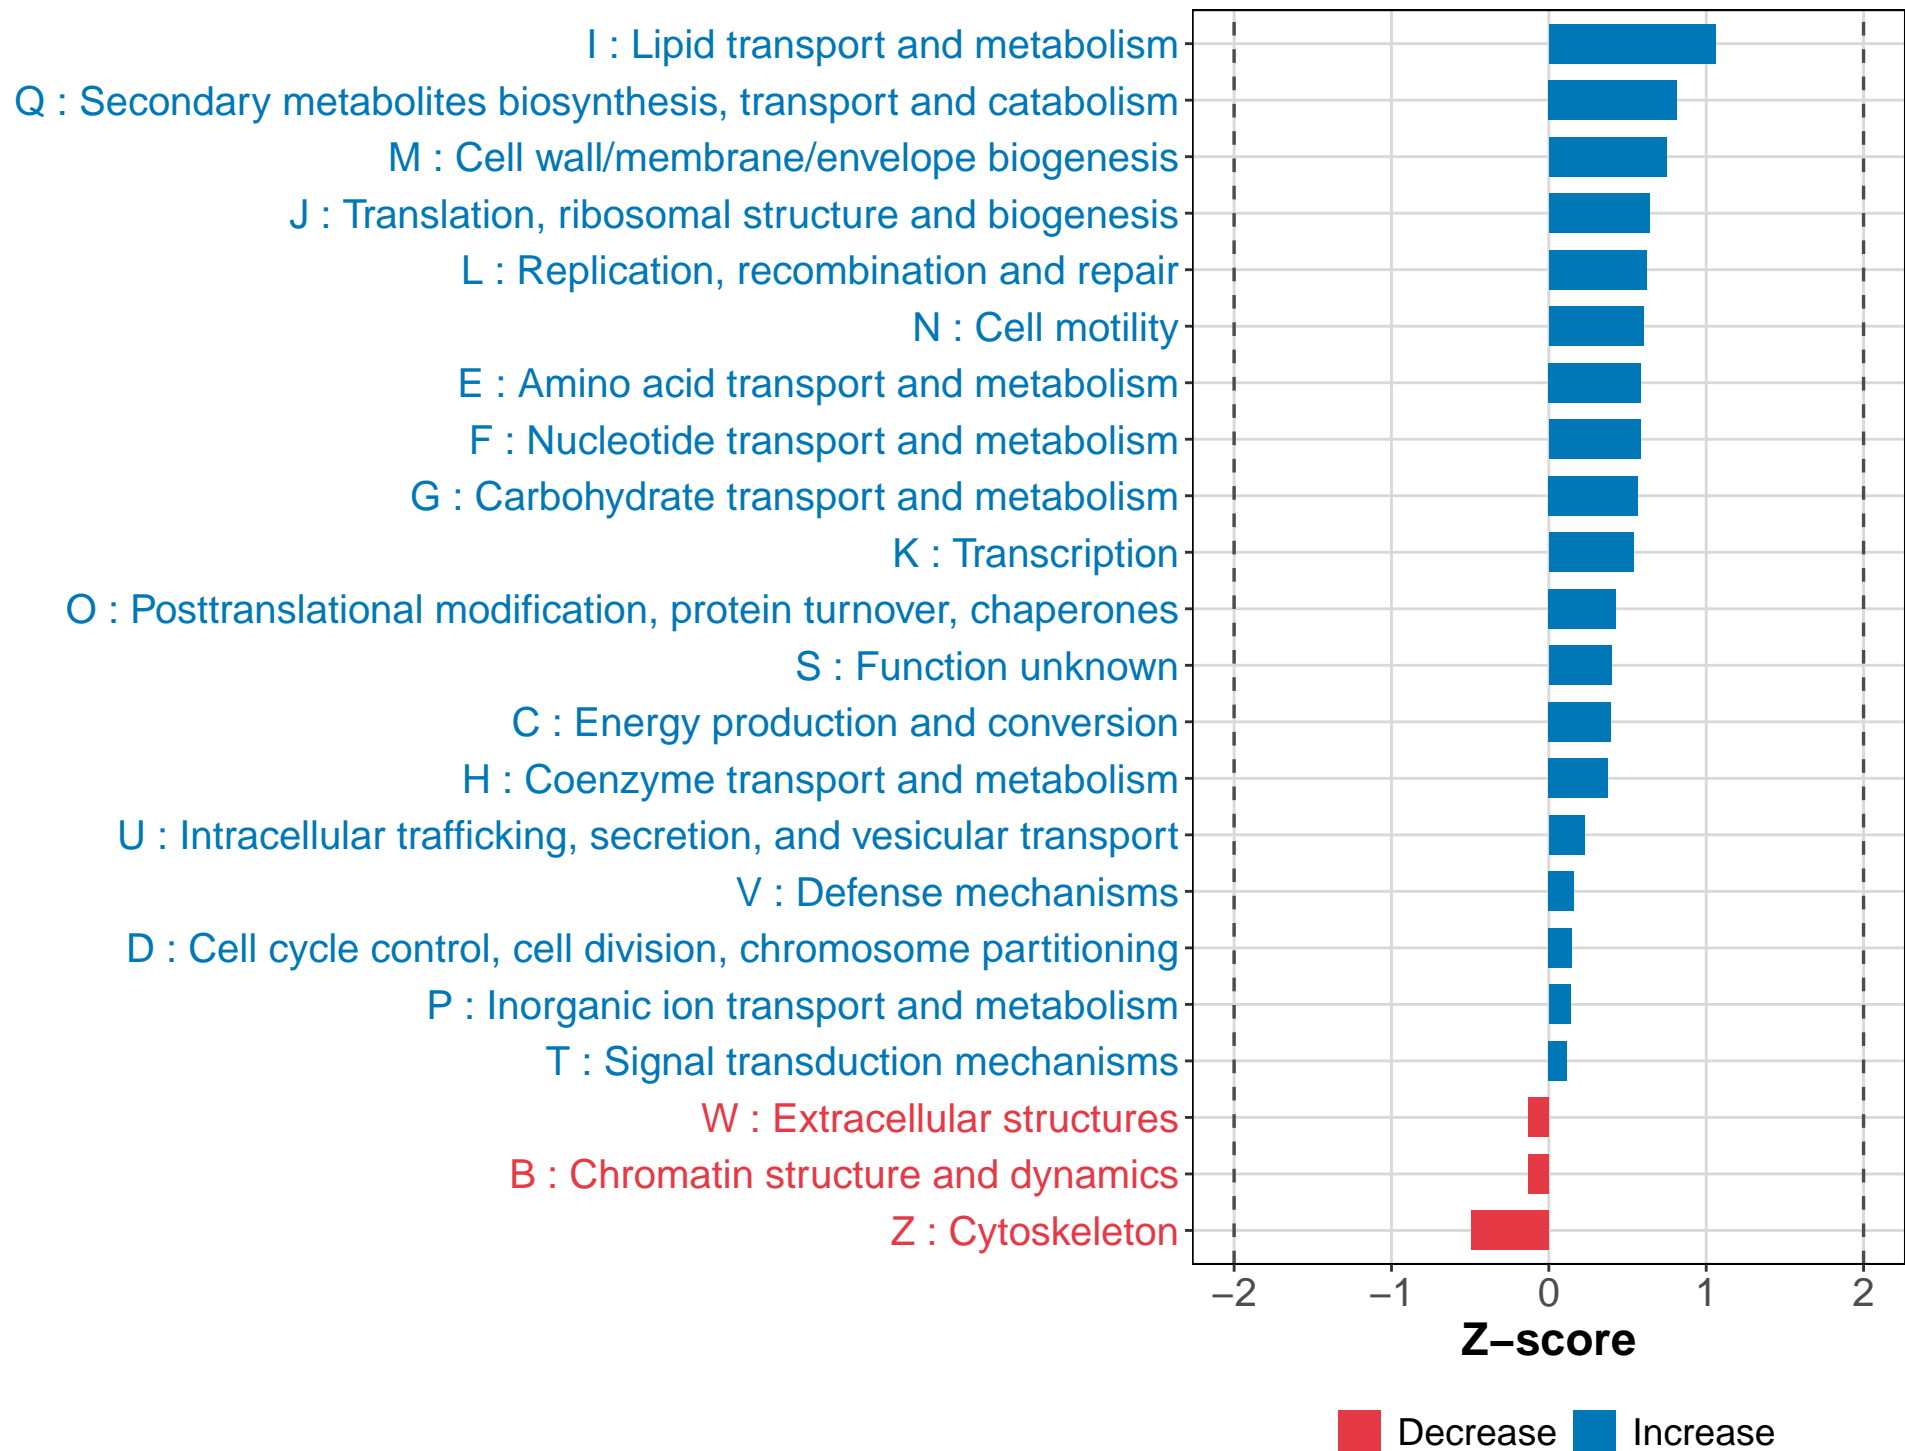 I : Lipid transport and metabolism
Q : Secondary metabolites biosynthesis, transport and catabolism
M : Cell wall/membrane/envelope biogenesis
J : Translation, ribosomal structure and biogenesis
L : Replication, recombination and repair
N : Cell motility
E : Amino acid transport and metabolism
F : Nucleotide transport and metabolism
G : Carbohydrate transport and metabolism
K : Transcription
O : Posttranslational modification, protein turnover, chaperones
S : Function unknown
C : Energy production and conversion
H : Coenzyme transport and metabolism
U : Intracellular trafficking, secretion, and vesicular transport
V : Defense mechanisms
D : Cell cycle control, cell division, chromosome partitioning
P : Inorganic ion transport and metabolism
T : Signal transduction mechanisms
W : Extracellular structures
B : Chromatin structure and dynamics
Z : Cytoskeleton
−2 −1 0 1 2
Z−score
Decrease Increase